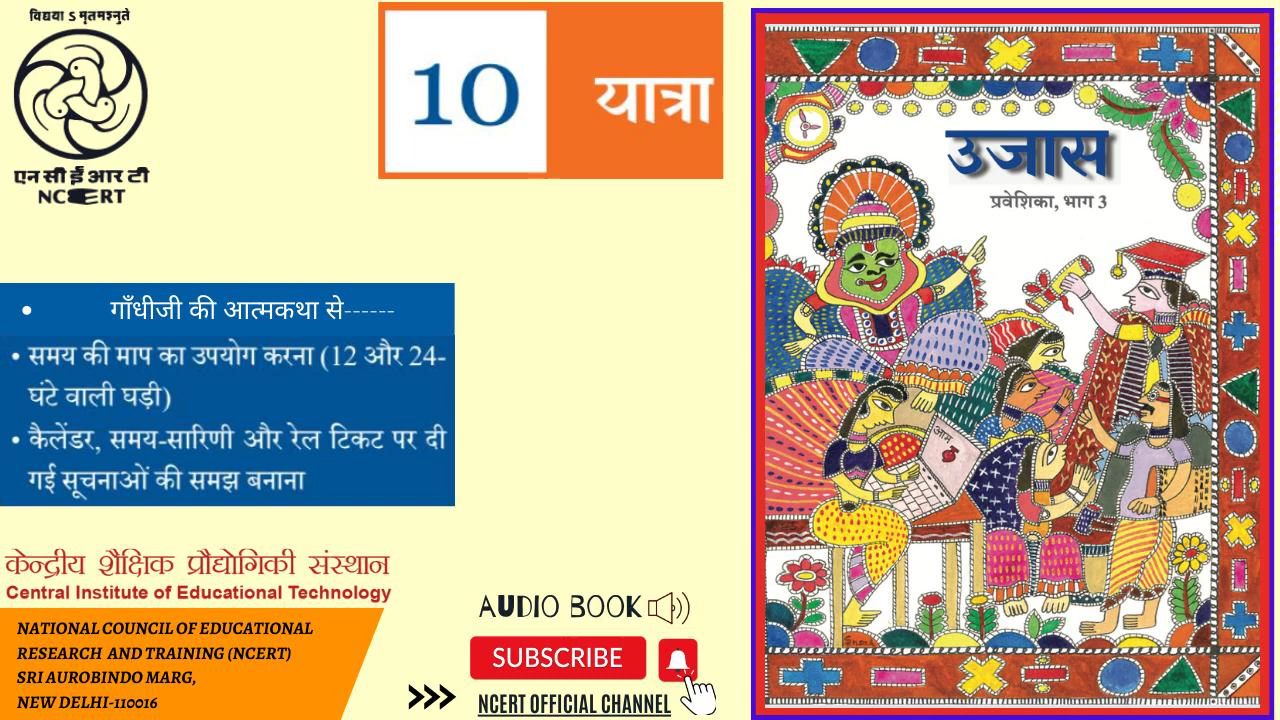 विद्यया ऽ मृतमश्नुते
एन सी ई आर टी
NCERT
10 यात्रा
• गाँधीजी की आत्मकथा से------
• समय की माप का उपयोग करना (12 और 24-
घंटे वाली घड़ी)
• कैलेंडर, समय-सारिणी और रेल टिकट पर दी
गई सूचनाओं की समझ बनाना
केन्द्रीय शैक्षिक प्रौद्योगिकी संस्थान
Central Institute of Educational Technology
NATIONAL COUNCIL OF EDUCATIONAL
RESEARCH AND TRAINING (NCERT)
SRI AUROBINDO MARG,
NEW DELHI-110016
AUDIO BOOK
SUBSCRIBE
>>> NCERT OFFICIAL CHANNEL
उजास
प्रवेशिका, भाग 3
आम